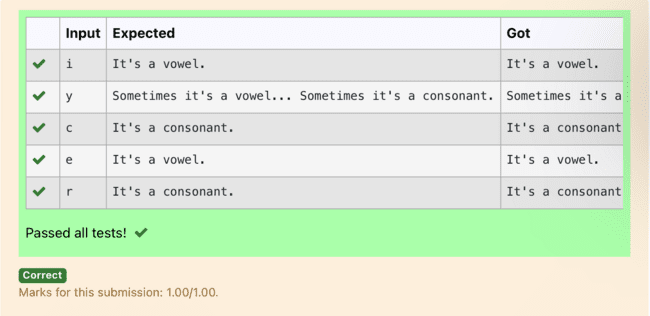 Input Expected Got
i It's a vowel. It's a vowel.
y Sometimes it's a vowel... Sometimes it's a consonant. Sometimes it's a
c It's a consonant. It's a consonant
e It's a vowel. It's a vowel.
r It's a consonant. It's a consonant
Passed all tests!
Correct
Marks for this submission: 1.00/1.00.